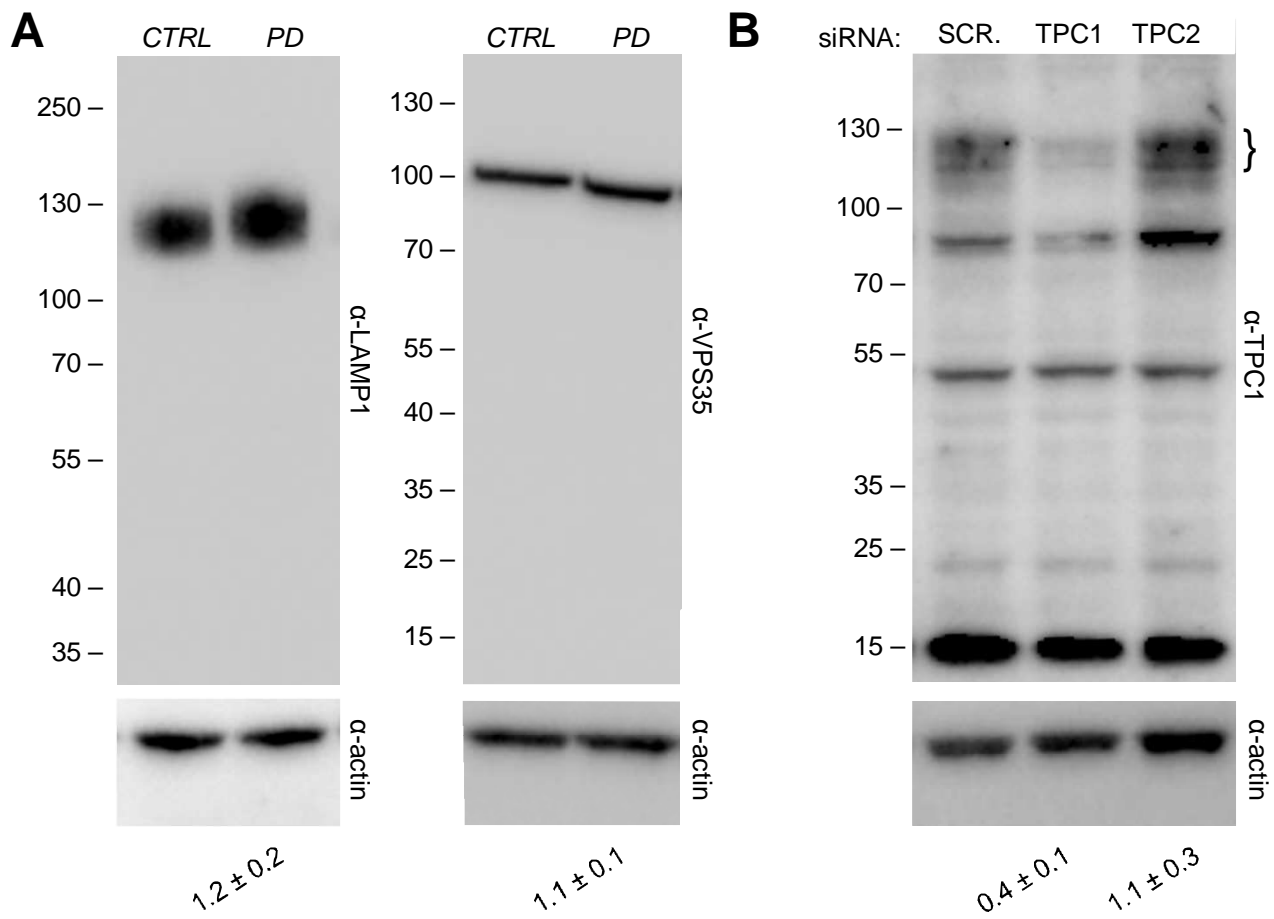 A
CTRL PD
250 –
130 –
100 –
70 –
55 –
40 –
35 –
α-LAMP1
α-actin
1.2 ± 0.2
CTRL PD
130 –
100 –
70 –
55 –
40 –
35 –
25 –
15 –
α-VPS35
α-actin
1.1 ± 0.1
B
siRNA: SCR. TPC1 TPC2
130 –
100 –
70 –
55 –
35 –
25 –
15 –
}
α-TPC1
α-actin
0.4 ± 0.1 1.1 ± 0.3